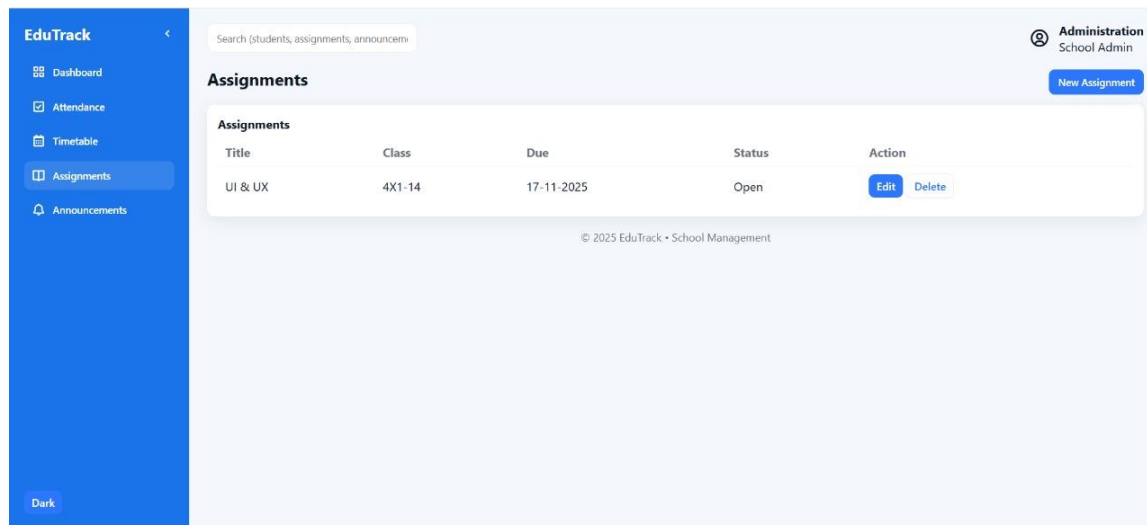 EduTrack
Dashboard
Attendance
Timetable
Assignments
Announcements
Dark
Search (students, assignments, announcem
Administration
School Admin
Assignments
New Assignment
Assignments
Title Class Due Status Action
UI & UX 4X1-14 17-11-2025 Open Edit Delete
© 2025 EduTrack • School Management